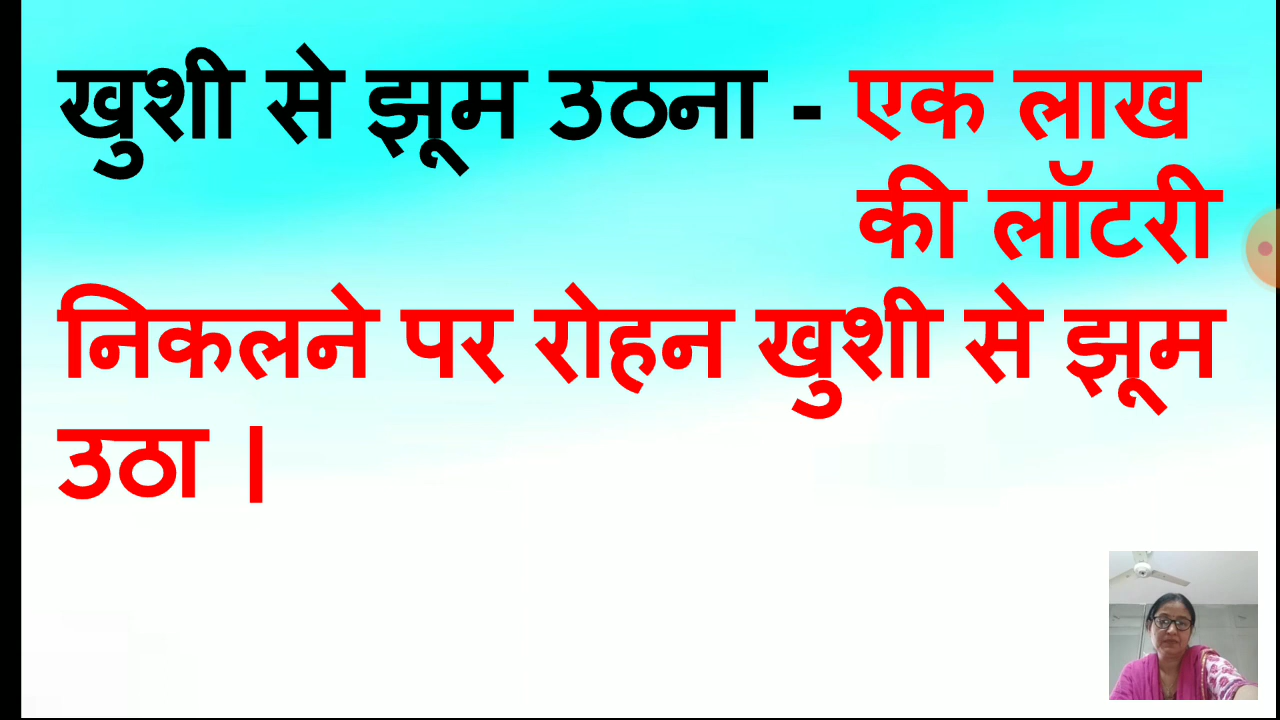 खुशी से झूम उठना - एक लाख
की लॉटरी
निकलने पर रोहन खुशी से झूम
उठा |